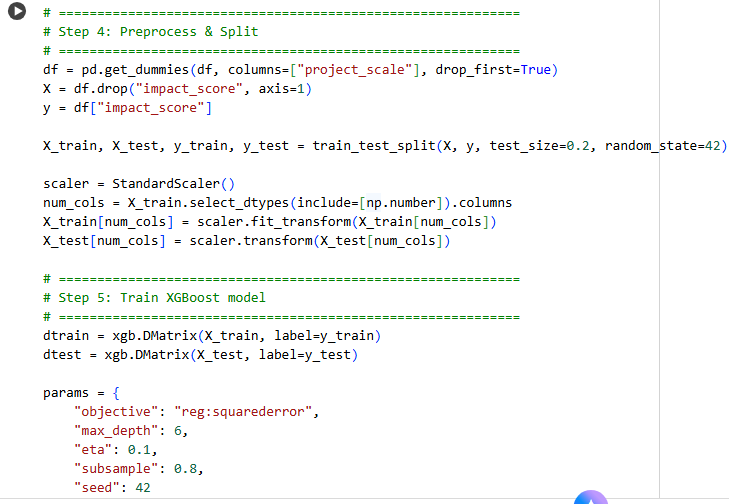 # ============================================================
# Step 4: Preprocess & Split
# ============================================================
df = pd.get_dummies(df, columns=["project_scale"], drop_first=True)
X = df.drop("impact_score", axis=1)
y = df["impact_score"]

X_train, X_test, y_train, y_test = train_test_split(X, y, test_size=0.2, random_state=42)

scaler = StandardScaler()
num_cols = X_train.select_dtypes(include=[np.number]).columns
X_train[num_cols] = scaler.fit_transform(X_train[num_cols])
X_test[num_cols] = scaler.transform(X_test[num_cols])

# ============================================================
# Step 5: Train XGBoost model
# ============================================================
dtrain = xgb.DMatrix(X_train, label=y_train)
dtest = xgb.DMatrix(X_test, label=y_test)

params = {
    "objective": "reg:squarederror",
    "max_depth": 6,
    "eta": 0.1,
    "subsample": 0.8,
    "seed": 42